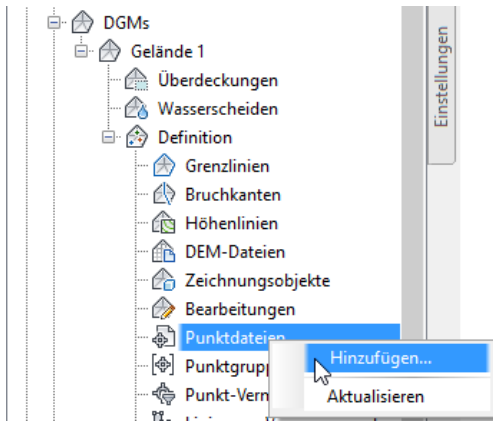 DGMs
Gelände 1
Überdeckungen
Wasserscheiden
Definition
Grenzlinien
Bruchkanten
Höhenlinien
DEM-Dateien
Zeichnungsobjekte
Bearbeitungen
Punktdateien
Hinzufügen...
Aktualisieren
Einstellungen